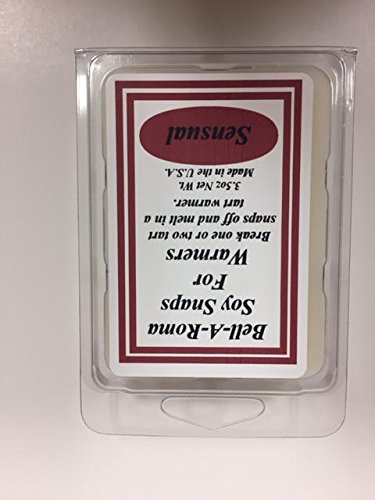 Bell-A-Roma
Soy Snaps
For
Warmers
Break one or two tart
snaps off and melt in a
tart warmer.
3.5oz Net Wt.
Made in the U.S.A.
Sensual